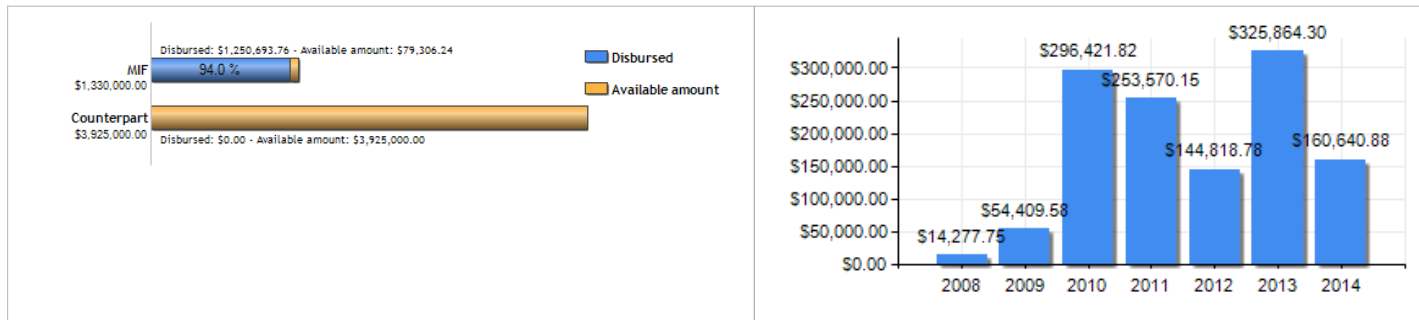 Disbursed: $1,250,693.76 - Available amount: $79,306.24
MIF
94.0 %
$1,330,000.00
Counterpart
$3,925,000.00
Disbursed: $0.00 - Available amount: $3,925,000.00
Disbursed
Available amount
$325,864.30
$296,421.82
$253,570.15
$144,818.78
$160,640.88
$54,409.58
$14,277.75
$300,000.00
$250,000.00
$200,000.00
$150,000.00
$100,000.00
$50,000.00
$0.00
2008 2009 2010 2011 2012 2013 2014